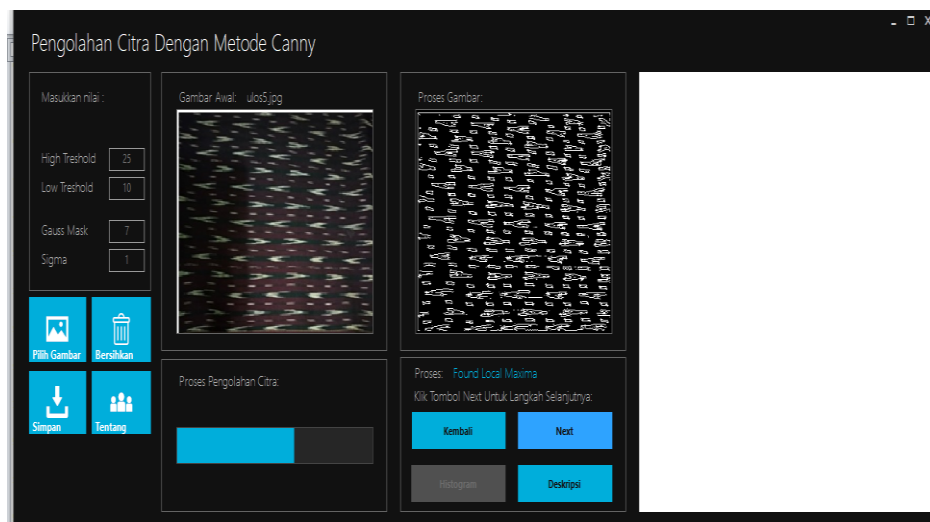 Pengolahan Citra Dengan Metode Canny
Masukkan nilai :
High Treshold 25
Low Treshold 10
Gauss Mask 7
Sigma 1
Pilih Gambar
Bersihkan
Simpan
Tentang
Gambar Awal: ulos5.jpg
Proses Pengolahan Citra:
Proses Gambar:
Proses: Found Local Maxima
Klik Tombol Next Untuk Langkah Selanjutnya:
Kembali
Next
Histogram
Deskripsi